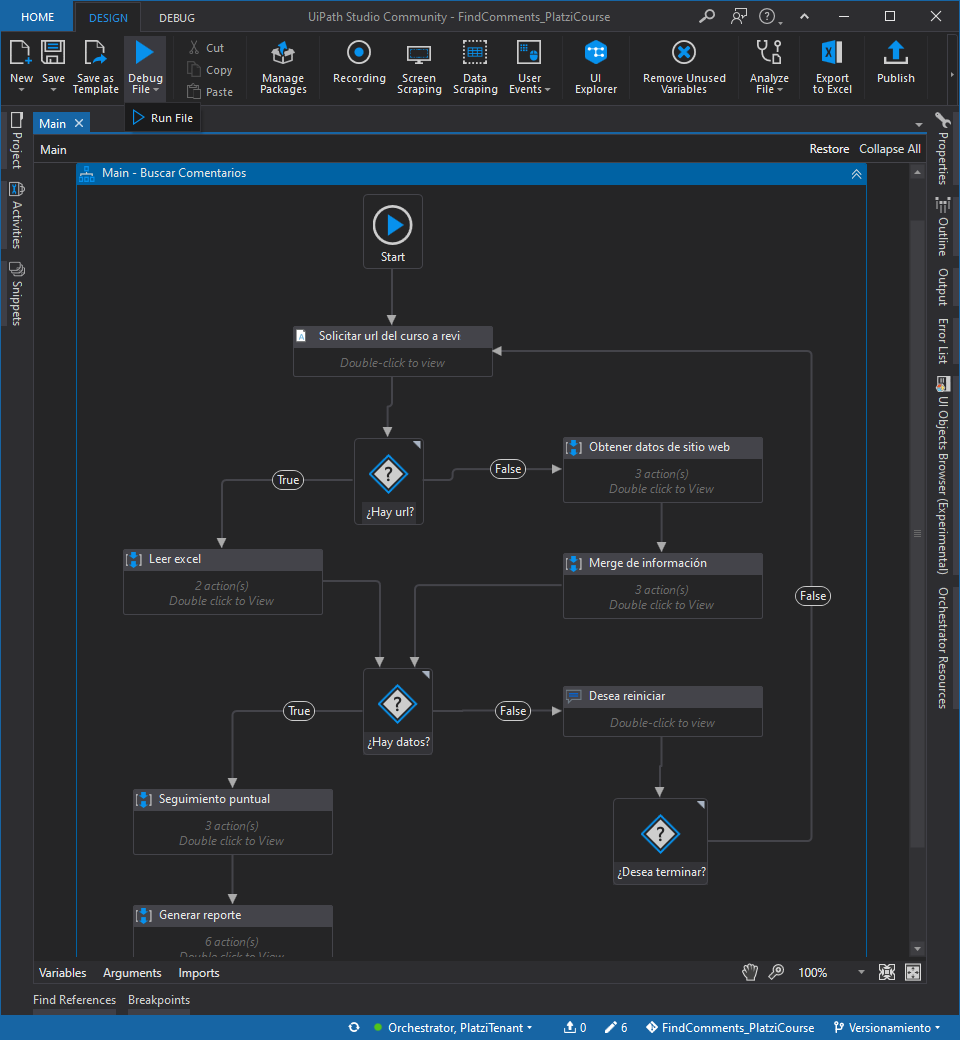 HOME
DESIGN
DEBUG
UiPath Studio Community - FindComments_PlatziCourse
New
Save
Save as
Template
Debug
File
Cut
Copy
Paste
Manage
Packages
Recording
Screen
Scraping
Data
Scraping
User
Events
UI
Explorer
Remove Unused
Variables
Analyze
File
Export
to Excel
Publish
Run File
Main
Main
Restore
Collapse All
Project
Activities
Snippets
Properties
Outline
Output
Error List
UI Objects Browser (Experimental)
Orchestrator Resources
Main - Buscar Comentarios
Start
Solicitar url del curso a revi
Double-click to view
¿Hay url?
True
False
Obtener datos de sitio web
3 action(s)
Double click to View
Leer excel
2 action(s)
Double click to View
Merge de información
3 action(s)
Double click to View
False
¿Hay datos?
True
False
Desea reiniciar
Double-click to view
Seguimiento puntual
3 action(s)
Double click to View
¿Desea terminar?
Generar reporte
6 action(s)
Double click to View
Variables
Arguments
Imports
100%
Find References
Breakpoints
Orchestrator, PlatziTenant
0
6
FindComments_PlatziCourse
Versionamiento